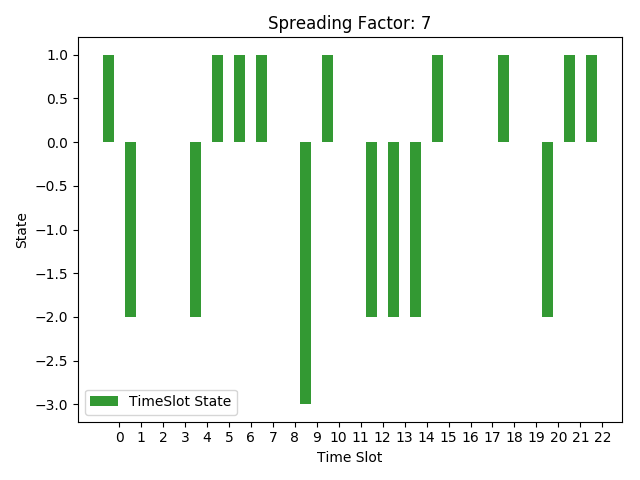 Spreading Factor: 7
State
1.0
0.5
0.0
−0.5
−1.0
−1.5
−2.0
−2.5
−3.0
TimeSlot State
0 1 2 3 4 5 6 7 8 9 10 11 12 13 14 15 16 17 18 19 20 21 22
Time Slot